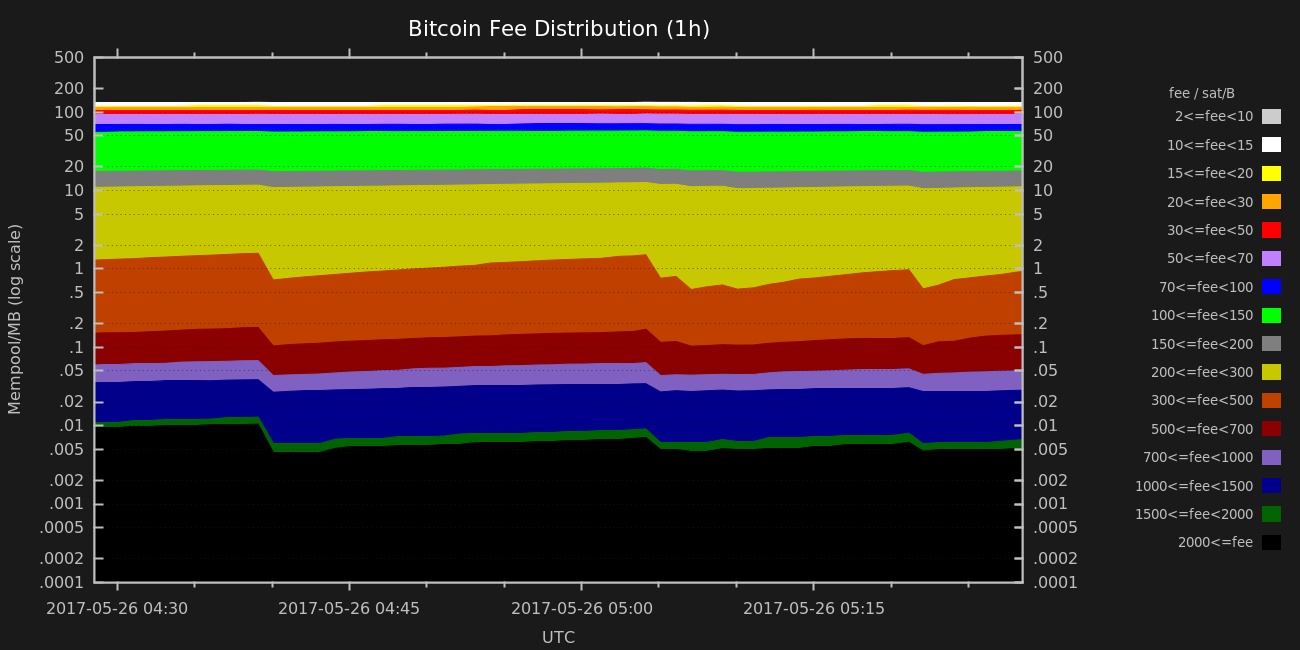 Bitcoin Fee Distribution (1h)
500
200
100
50
20
10
5
2
1
.5
.2
.1
.05
.02
.01
.005
.002
.001
.0005
.0002
.0001
Mempool/MB (log scale)
500
200
100
50
20
10
5
2
1
.5
.2
.1
.05
.02
.01
.005
.002
.001
.0005
.0002
.0001
2017-05-26 04:30 2017-05-26 04:45 2017-05-26 05:00 2017-05-26 05:15
UTC
fee / sat/B
2<=fee<10
10<=fee<15
15<=fee<20
20<=fee<30
30<=fee<50
50<=fee<70
70<=fee<100
100<=fee<150
150<=fee<200
200<=fee<300
300<=fee<500
500<=fee<700
700<=fee<1000
1000<=fee<1500
1500<=fee<2000
2000<=fee